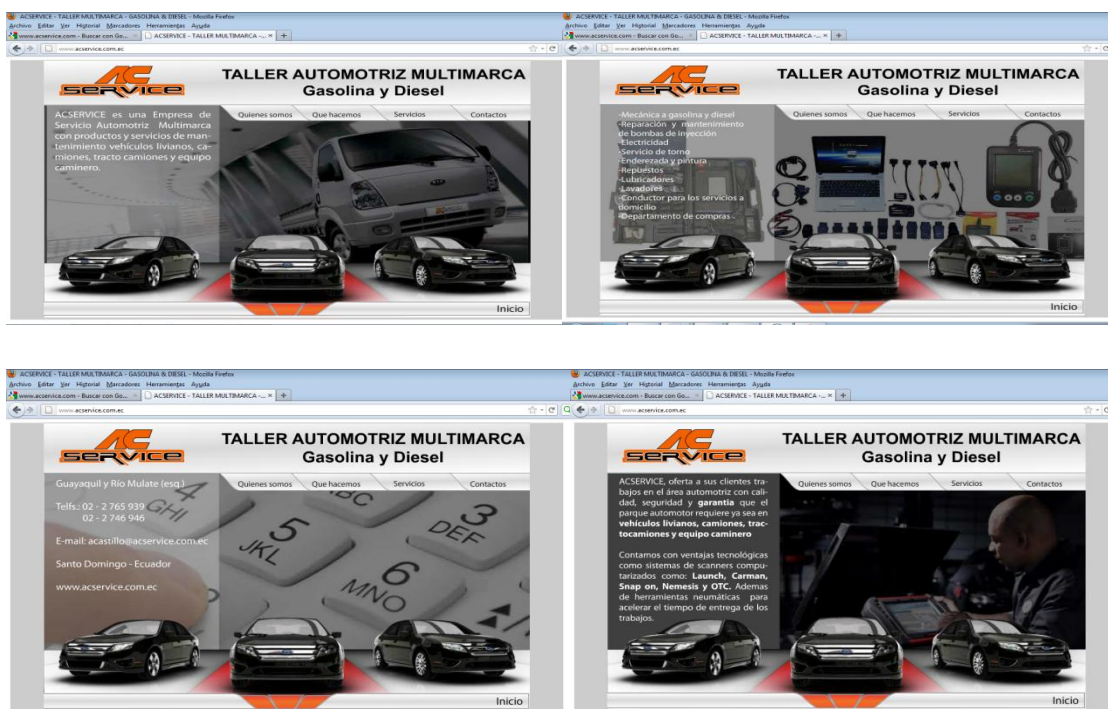 ACSERVICE - TALLER MULTIMARCA - GASOLINA & DIESEL - Mozilla Firefox
Archivo Editar Ver Historial Marcadores Herramientas Ayuda
www.acservice.com - Buscar con Go... × ACSERVICE - TALLER MULTIMARCA -... × +
www.acservice.com.ec
AC
SERVICE
TALLER AUTOMOTRIZ MULTIMARCA
Gasolina y Diesel
Quienes somos Que hacemos Servicios Contactos
ACSERVICE es una Empresa de
Servicio Automotriz Multimarca
con productos y servicios de man-
tenimiento vehículos livianos, ca-
miones, tracto camiones y equipo
caminero.
Inicio
ACSERVICE - TALLER MULTIMARCA - GASOLINA & DIESEL - Mozilla Firefox
Archivo Editar Ver Historial Marcadores Herramientas Ayuda
www.acservice.com - Buscar con Go... × ACSERVICE - TALLER MULTIMARCA -... × +
www.acservice.com.ec
AC
SERVICE
TALLER AUTOMOTRIZ MULTIMARCA
Gasolina y Diesel
Quienes somos Que hacemos Servicios Contactos
-Mecánica a gasolina y diesel
-Reparación y mantenimiento
de bombas de inyección
-Electricidad
-Servicio de torno
-Enderezada y pintura
-Repuestos
-Lubricadores
-Lavadores
-Conductor para los servicios a
domicilio
-Departamento de compras
Inicio
ACSERVICE - TALLER MULTIMARCA - GASOLINA & DIESEL - Mozilla Firefox
Archivo Editar Ver Historial Marcadores Herramientas Ayuda
www.acservice.com - Buscar con Go... × ACSERVICE - TALLER MULTIMARCA -... × +
www.acservice.com.ec
AC
SERVICE
TALLER AUTOMOTRIZ MULTIMARCA
Gasolina y Diesel
Quienes somos Que hacemos Servicios Contactos
Guayaquil y Río Mulate (esq.)
Telfs.: 02 - 2 765 939
02 - 2 746 946
E-mail: acastillo@acservice.com.ec
Santo Domingo - Ecuador
www.acservice.com.ec
4
GHI
ABC
5
JKL
3
DEF
6
MNO
Inicio
ACSERVICE - TALLER MULTIMARCA - GASOLINA & DIESEL - Mozilla Firefox
Archivo Editar Ver Historial Marcadores Herramientas Ayuda
www.acservice.com - Buscar con Go... × ACSERVICE - TALLER MULTIMARCA -... × +
www.acservice.com.ec
AC
SERVICE
TALLER AUTOMOTRIZ MULTIMARCA
Gasolina y Diesel
Quienes somos Que hacemos Servicios Contactos
ACSERVICE, oferta a sus clientes tra-
bajos en el área automotriz con cali-
dad, seguridad y garantia que el
parque automotor requiere ya sea en
vehículos livianos, camiones, trac-
tocamiones y equipo caminero
Contamos con ventajas tecnológicas
como sistemas de scanners compu-
tarizados como: Launch, Carman,
Snap on, Nemesis y OTC. Ademas
de herramientas neumáticas para
acelerar el tiempo de entrega de los
trabajos.
Inicio